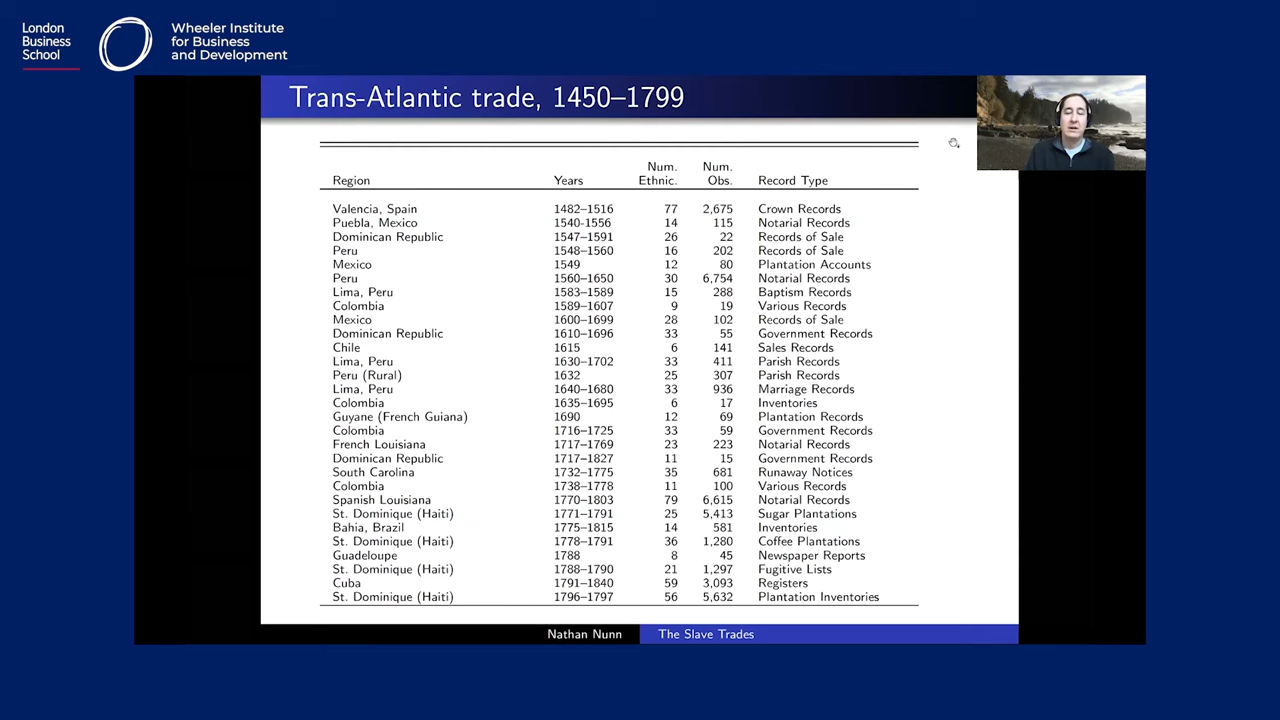 London
Business
School
Wheeler Institute
for Business
and Development
Trans-Atlantic trade, 1450–1799
Num. Num.
Region Years Ethnic. Obs. Record Type
Valencia, Spain 1482–1516 77 2,675 Crown Records
Puebla, Mexico 1540-1556 14 115 Notarial Records
Dominican Republic 1547–1591 26 22 Records of Sale
Peru 1548–1560 16 202 Records of Sale
Mexico 1549 12 80 Plantation Accounts
Peru 1560–1650 30 6,754 Notarial Records
Lima, Peru 1583–1589 15 288 Baptism Records
Colombia 1589–1607 9 19 Various Records
Mexico 1600–1699 28 102 Records of Sale
Dominican Republic 1610–1696 33 55 Government Records
Chile 1615 6 141 Sales Records
Lima, Peru 1630–1702 33 411 Parish Records
Peru (Rural) 1632 25 307 Parish Records
Lima, Peru 1640–1680 33 936 Marriage Records
Colombia 1635–1695 6 17 Inventories
Guyane (French Guiana) 1690 12 69 Plantation Records
Colombia 1716–1725 33 59 Government Records
French Louisiana 1717–1769 23 223 Notarial Records
Dominican Republic 1717–1827 11 15 Government Records
South Carolina 1732–1775 35 681 Runaway Notices
Colombia 1738–1778 11 100 Various Records
Spanish Louisiana 1770–1803 79 6,615 Notarial Records
St. Dominique (Haiti) 1771–1791 25 5,413 Sugar Plantations
Bahia, Brazil 1775–1815 14 581 Inventories
St. Dominique (Haiti) 1778–1791 36 1,280 Coffee Plantations
Guadeloupe 1788 8 45 Newspaper Reports
St. Dominique (Haiti) 1788–1790 21 1,297 Fugitive Lists
Cuba 1791–1840 59 3,093 Registers
St. Dominique (Haiti) 1796–1797 56 5,632 Plantation Inventories
Nathan Nunn The Slave Trades